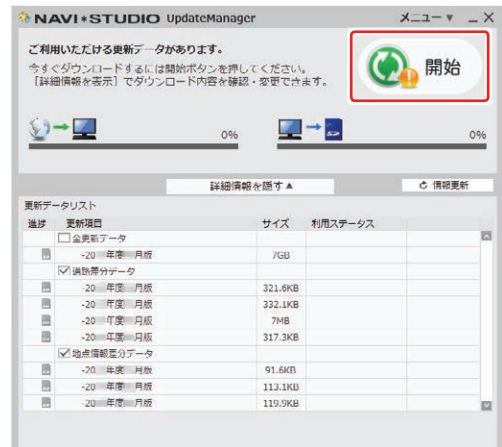 NAVI*STUDIO UpdateManager メニュー ▼ _ X
ご利用いただける更新データがあります。
今すぐダウンロードするには開始ボタンを押してください。
［詳細情報を表示］でダウンロード内容を確認・変更できます。
開始
0% 0%
詳細情報を隠す▲ 情報更新
更新データリスト
進捗 更新項目 サイズ 利用ステータス
全更新データ
-20 年度 月版 7GB
道路差分データ
-20 年度 月版 321.6KB
-20 年度 月版 332.1KB
-20 年度 月版 7MB
-20 年度 月版 317.3KB
地点情報差分データ
-20 年度 月版 91.6KB
-20 年度 月版 113.1KB
-20 年度 月版 119.9KB